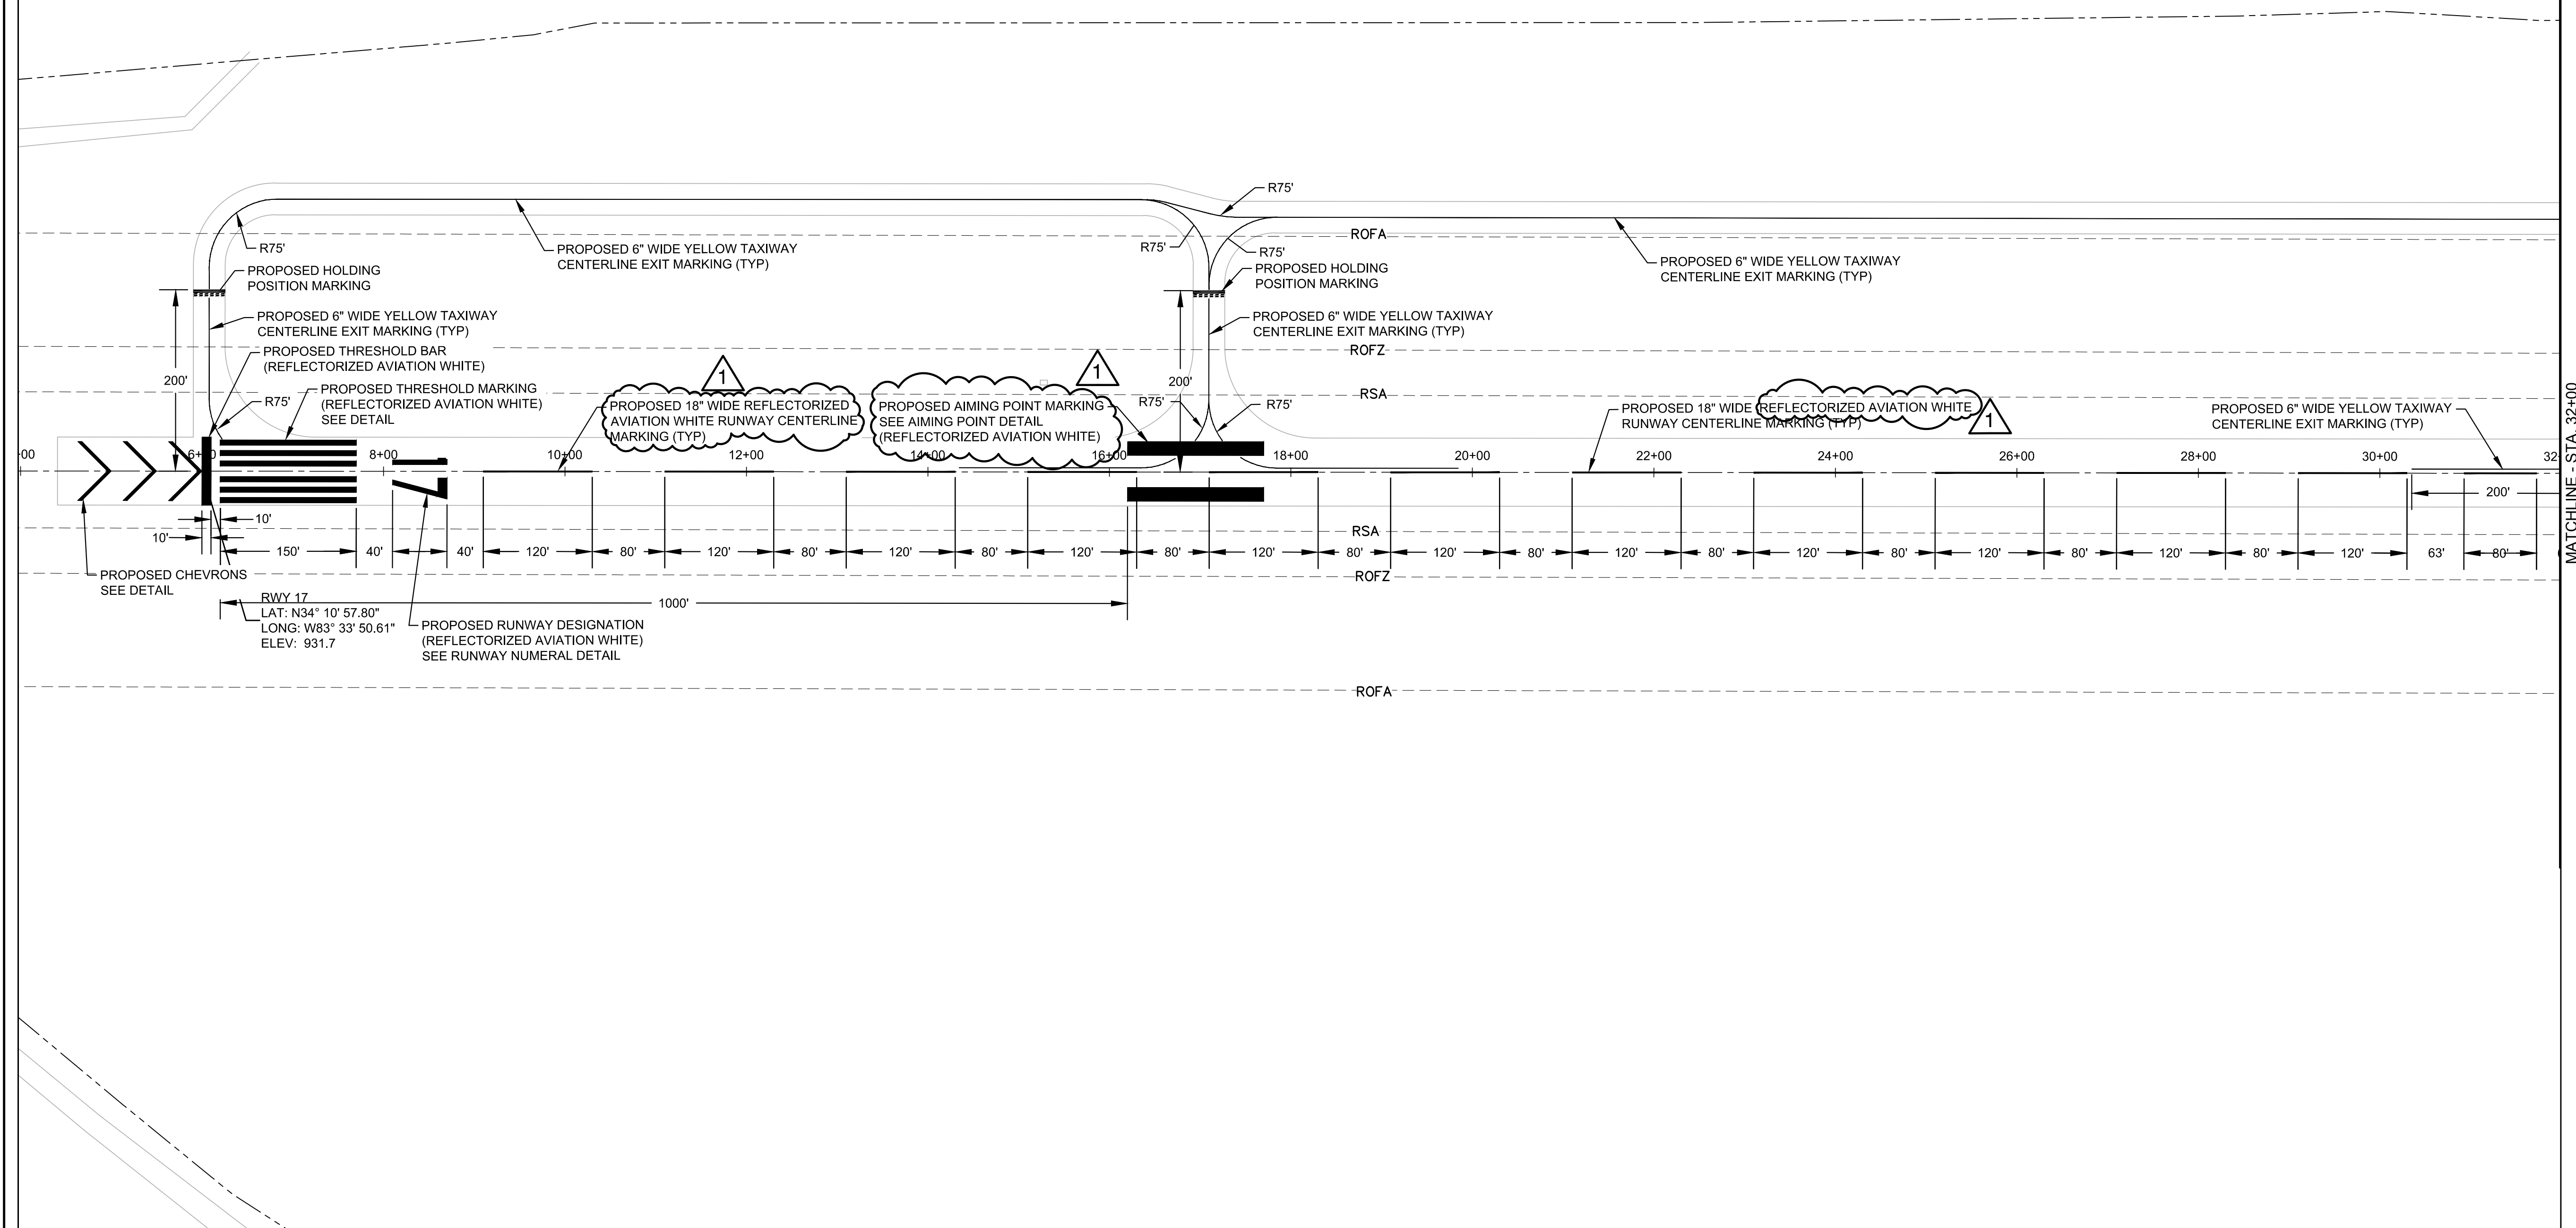 R75'
R75'
PROPOSED 6" WIDE YELLOW TAXIWAY
CENTERLINE EXIT MARKING (TYP)
R75'
R75'
ROFA
PROPOSED 6" WIDE YELLOW TAXIWAY
CENTERLINE EXIT MARKING (TYP)
PROPOSED HOLDING
POSITION MARKING
PROPOSED HOLDING
POSITION MARKING
PROPOSED 6" WIDE YELLOW TAXIWAY
CENTERLINE EXIT MARKING (TYP)
PROPOSED 6" WIDE YELLOW TAXIWAY
CENTERLINE EXIT MARKING (TYP)
PROPOSED THRESHOLD BAR
(REFLECTORIZED AVIATION WHITE)
ROFZ
200'
200'
1
1
PROPOSED THRESHOLD MARKING
(REFLECTORIZED AVIATION WHITE)
SEE DETAIL
RSA
R75'
R75'
R75'
PROPOSED 18" WIDE REFLECTORIZED
AVIATION WHITE RUNWAY CENTERLINE
MARKING (TYP)
PROPOSED AIMING POINT MARKING
SEE AIMING POINT DETAIL
(REFLECTORIZED AVIATION WHITE)
PROPOSED 18" WIDE REFLECTORIZED AVIATION WHITE
RUNWAY CENTERLINE MARKING (TYP)
1
PROPOSED 6" WIDE YELLOW TAXIWAY
CENTERLINE EXIT MARKING (TYP)
MATCHLINE - STA. 32+00
8+00
10+00
12+00
14+00
16+00
18+00
20+00
22+00
24+00
26+00
28+00
30+00
7
200'
10'
10'
RSA
150'
40'
40'
120'
80'
120'
80'
120'
80'
120'
80'
120'
80'
120'
80'
120'
80'
120'
80'
120'
80'
120'
80'
120'
63'
80'
ROFZ
PROPOSED CHEVRONS
SEE DETAIL
RWY 17
LAT: N34° 10' 57.80"
LONG: W83° 33' 50.61"
ELEV: 931.7
1000'
PROPOSED RUNWAY DESIGNATION
(REFLECTORIZED AVIATION WHITE)
SEE RUNWAY NUMERAL DETAIL
ROFA